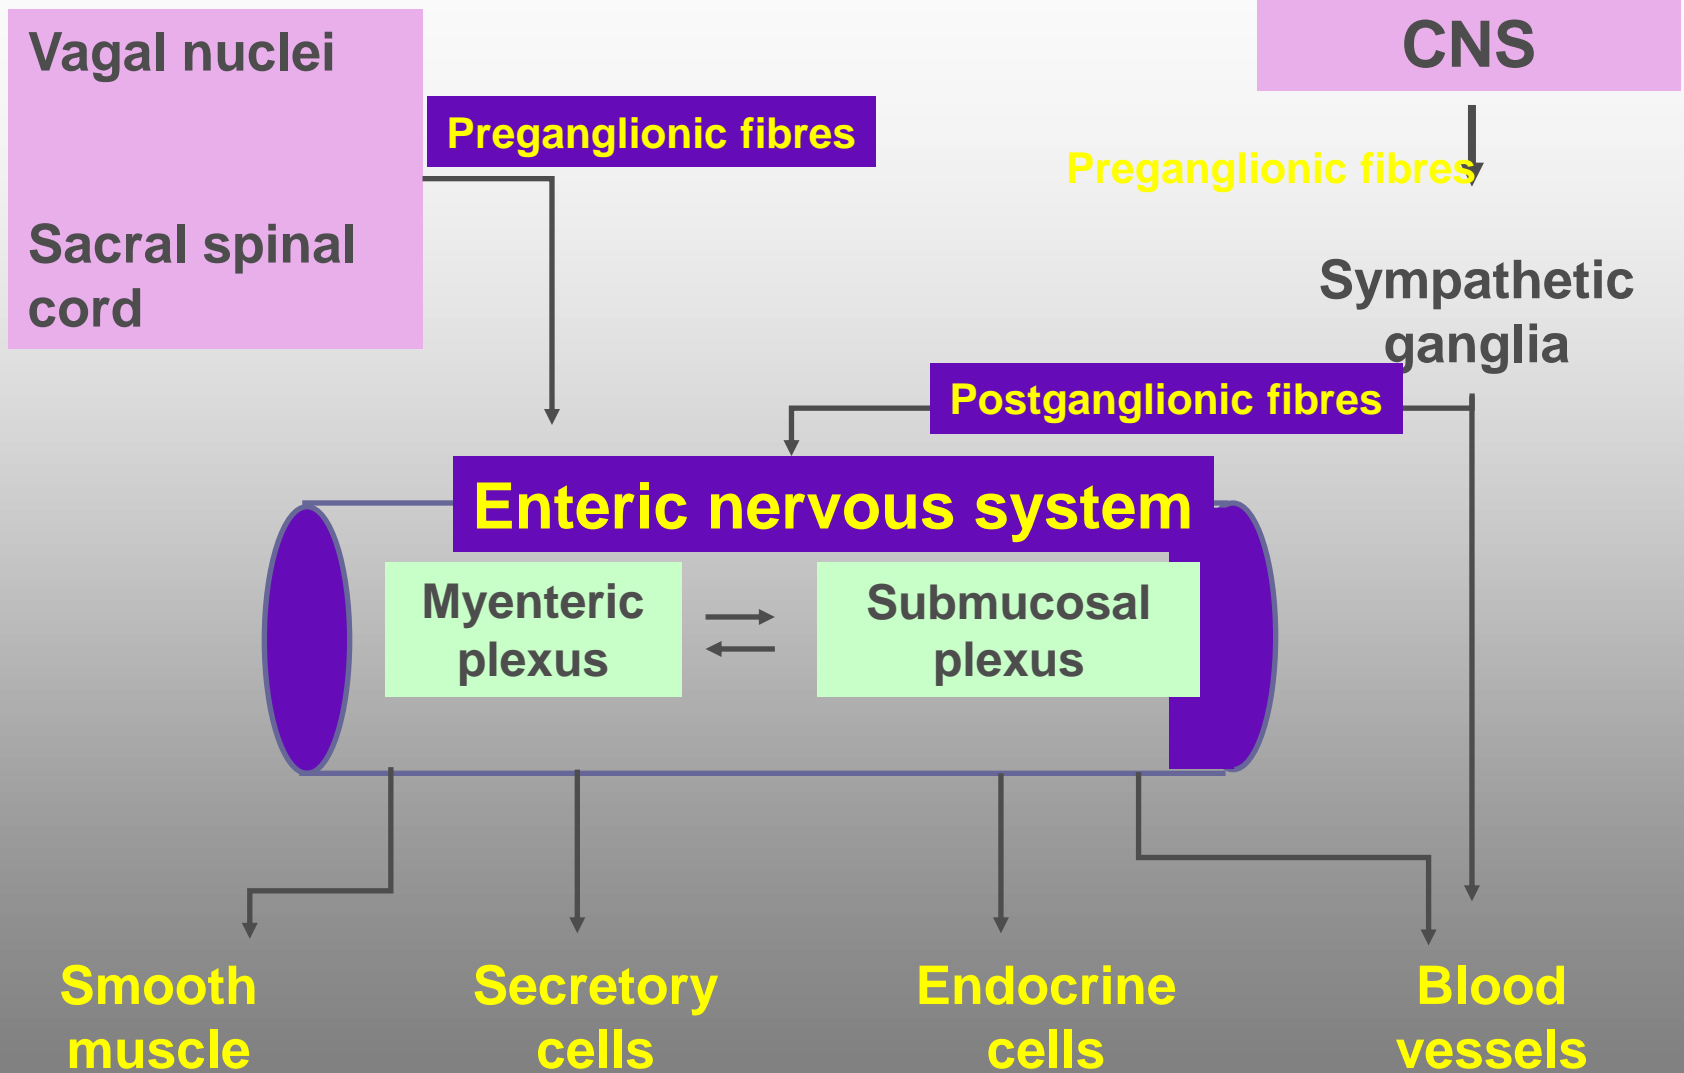 Vagal nuclei
Sacral spinal
cord
Preganglionic fibres
CNS
Preganglionic fibres
Sympathetic
ganglia
Postganglionic fibres
Enteric nervous system
Myenteric
plexus
Submucosal
plexus
Smooth
muscle
Secretory
cells
Endocrine
cells
Blood
vessels